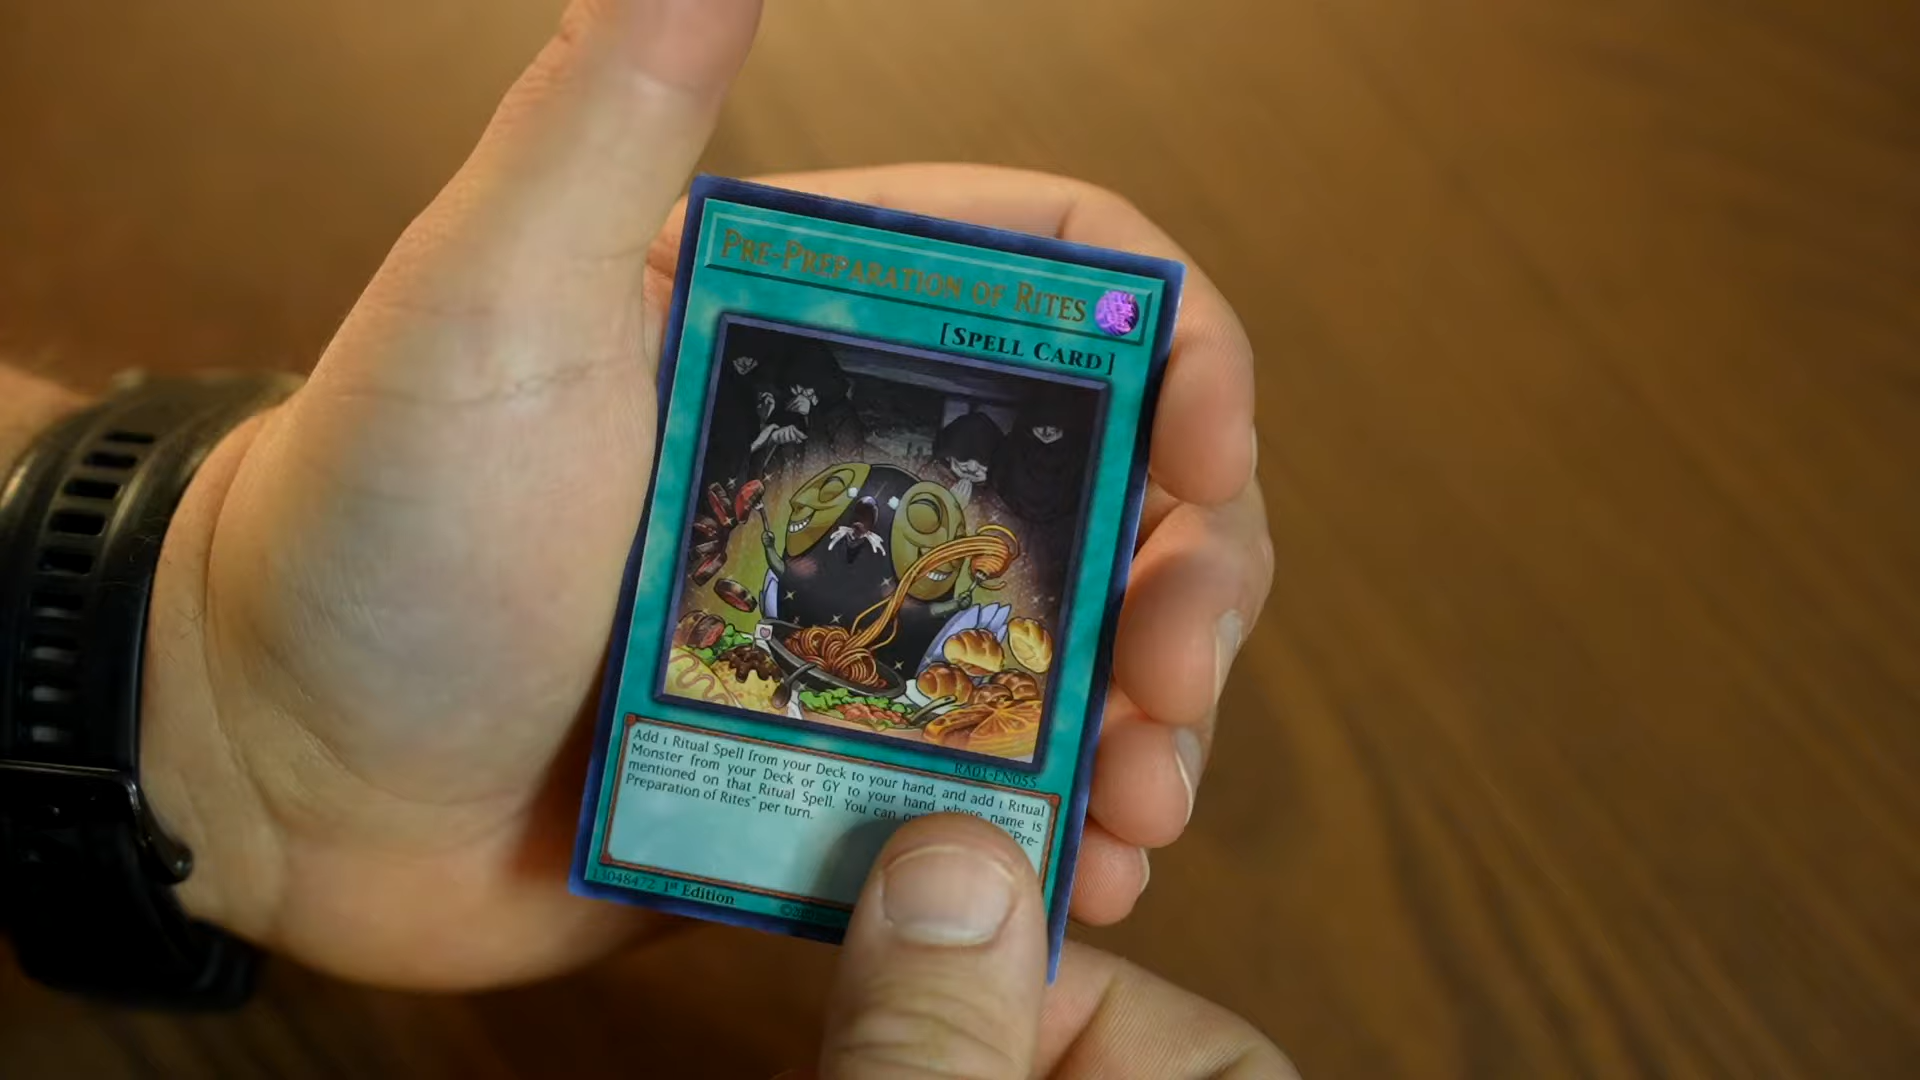 Pre-Preparation of Rites
[Spell Card]
RA01-EN055
Add 1 Ritual Spell from your Deck to your hand, and add 1 Ritual
Monster from your Deck or GY to your hand whose name is
mentioned on that Ritual Spell. You can "Pre-
Preparation of Rites" per turn.
13048472 1st Edition